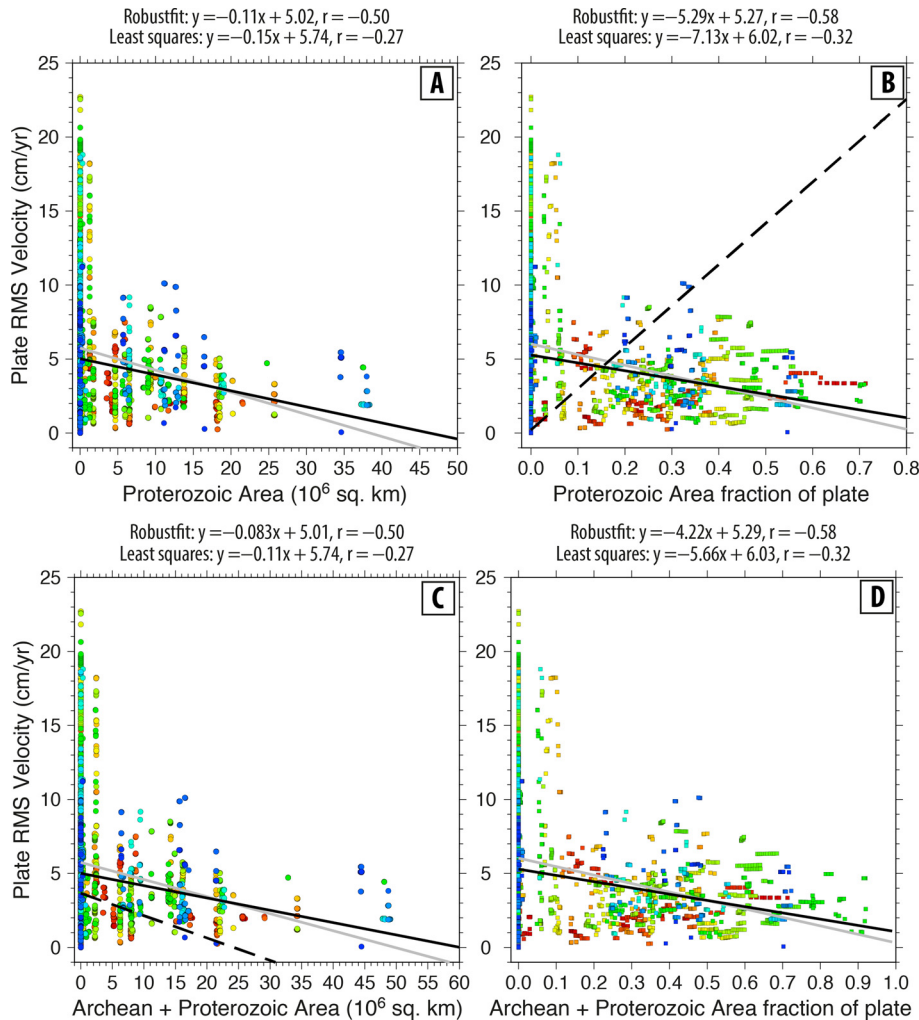 Robustfit: y =−0.11x + 5.02, r = −0.50
Least squares: y =−0.15x + 5.74, r = −0.27
Robustfit: y =−5.29x + 5.27, r = −0.58
Least squares: y =−7.13x + 6.02, r = −0.32
A
B
25
20
15
10
5
0
Plate RMS Velocity (cm/yr)
0 5 10 15 20 25 30 35 40 45 50
Proterozoic Area (10⁶ sq. km)
25
20
15
10
5
0
0.0 0.1 0.2 0.3 0.4 0.5 0.6 0.7 0.8
Proterozoic Area fraction of plate
Robustfit: y =−0.083x + 5.01, r = −0.50
Least squares: y =−0.11x + 5.74, r = −0.27
Robustfit: y =−4.22x + 5.29, r = −0.58
Least squares: y =−5.66x + 6.03, r = −0.32
C
D
25
20
15
10
5
0
Plate RMS Velocity (cm/yr)
0 5 10 15 20 25 30 35 40 45 50 55 60
Archean + Proterozoic Area (10⁶ sq. km)
25
20
15
10
5
0
0.0 0.1 0.2 0.3 0.4 0.5 0.6 0.7 0.8 0.9 1.0
Archean + Proterozoic Area fraction of plate